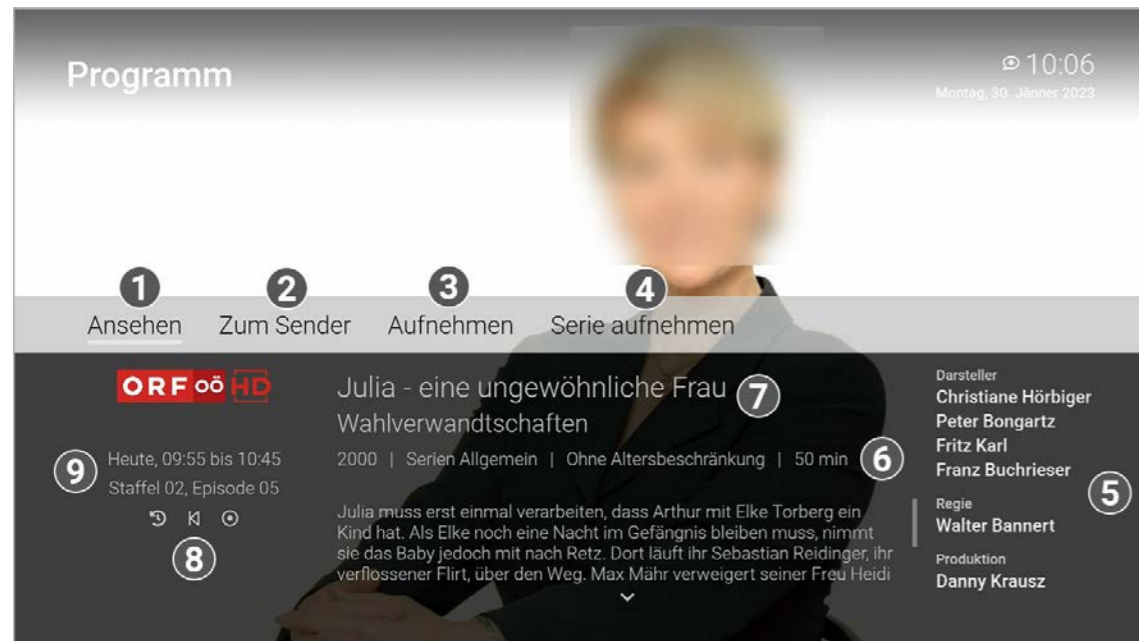 Programm
10:06
Montag, 30. Jänner 2023
1
2
3
4
Ansehen
Zum Sender
Aufnehmen
Serie aufnehmen
ORF oö HD
Julia - eine ungewöhnliche Frau
7
Wahlverwandtschaften
2000 | Serien Allgemein | Ohne Altersbeschränkung | 50 min
6
9
Heute, 09:55 bis 10:45
Staffel 02, Episode 05
8
Julia muss erst einmal verarbeiten, dass Arthur mit Elke Torberg ein
Kind hat. Als Elke noch eine Nacht im Gefängnis bleiben muss, nimmt
sie das Baby jedoch mit nach Retz. Dort läuft ihr Sebastian Reidinger, ihr
verflossener Flirt, über den Weg. Max Mähr verweigert seiner Freu Heidi
Darsteller
Christiane Hörbiger
Peter Bongartz
Fritz Karl
Franz Buchrieser
5
Regie
Walter Bannert
Produktion
Danny Krausz